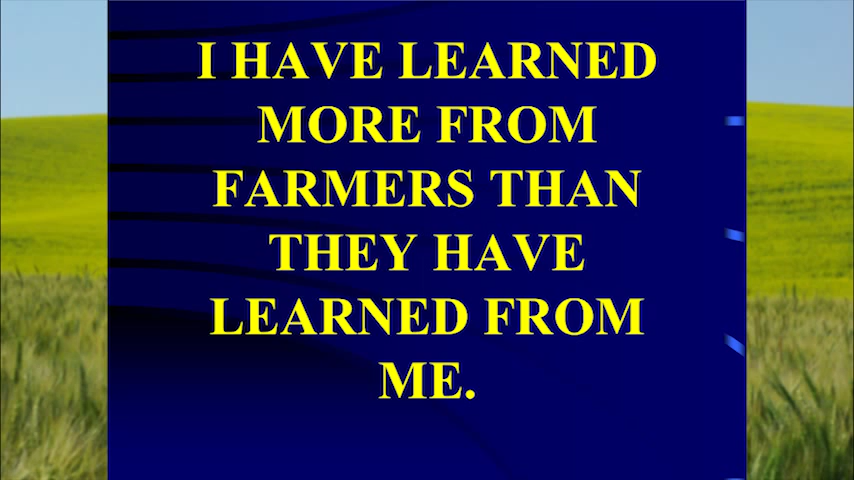 I HAVE LEARNED
MORE FROM
FARMERS THAN
THEY HAVE
LEARNED FROM
ME.